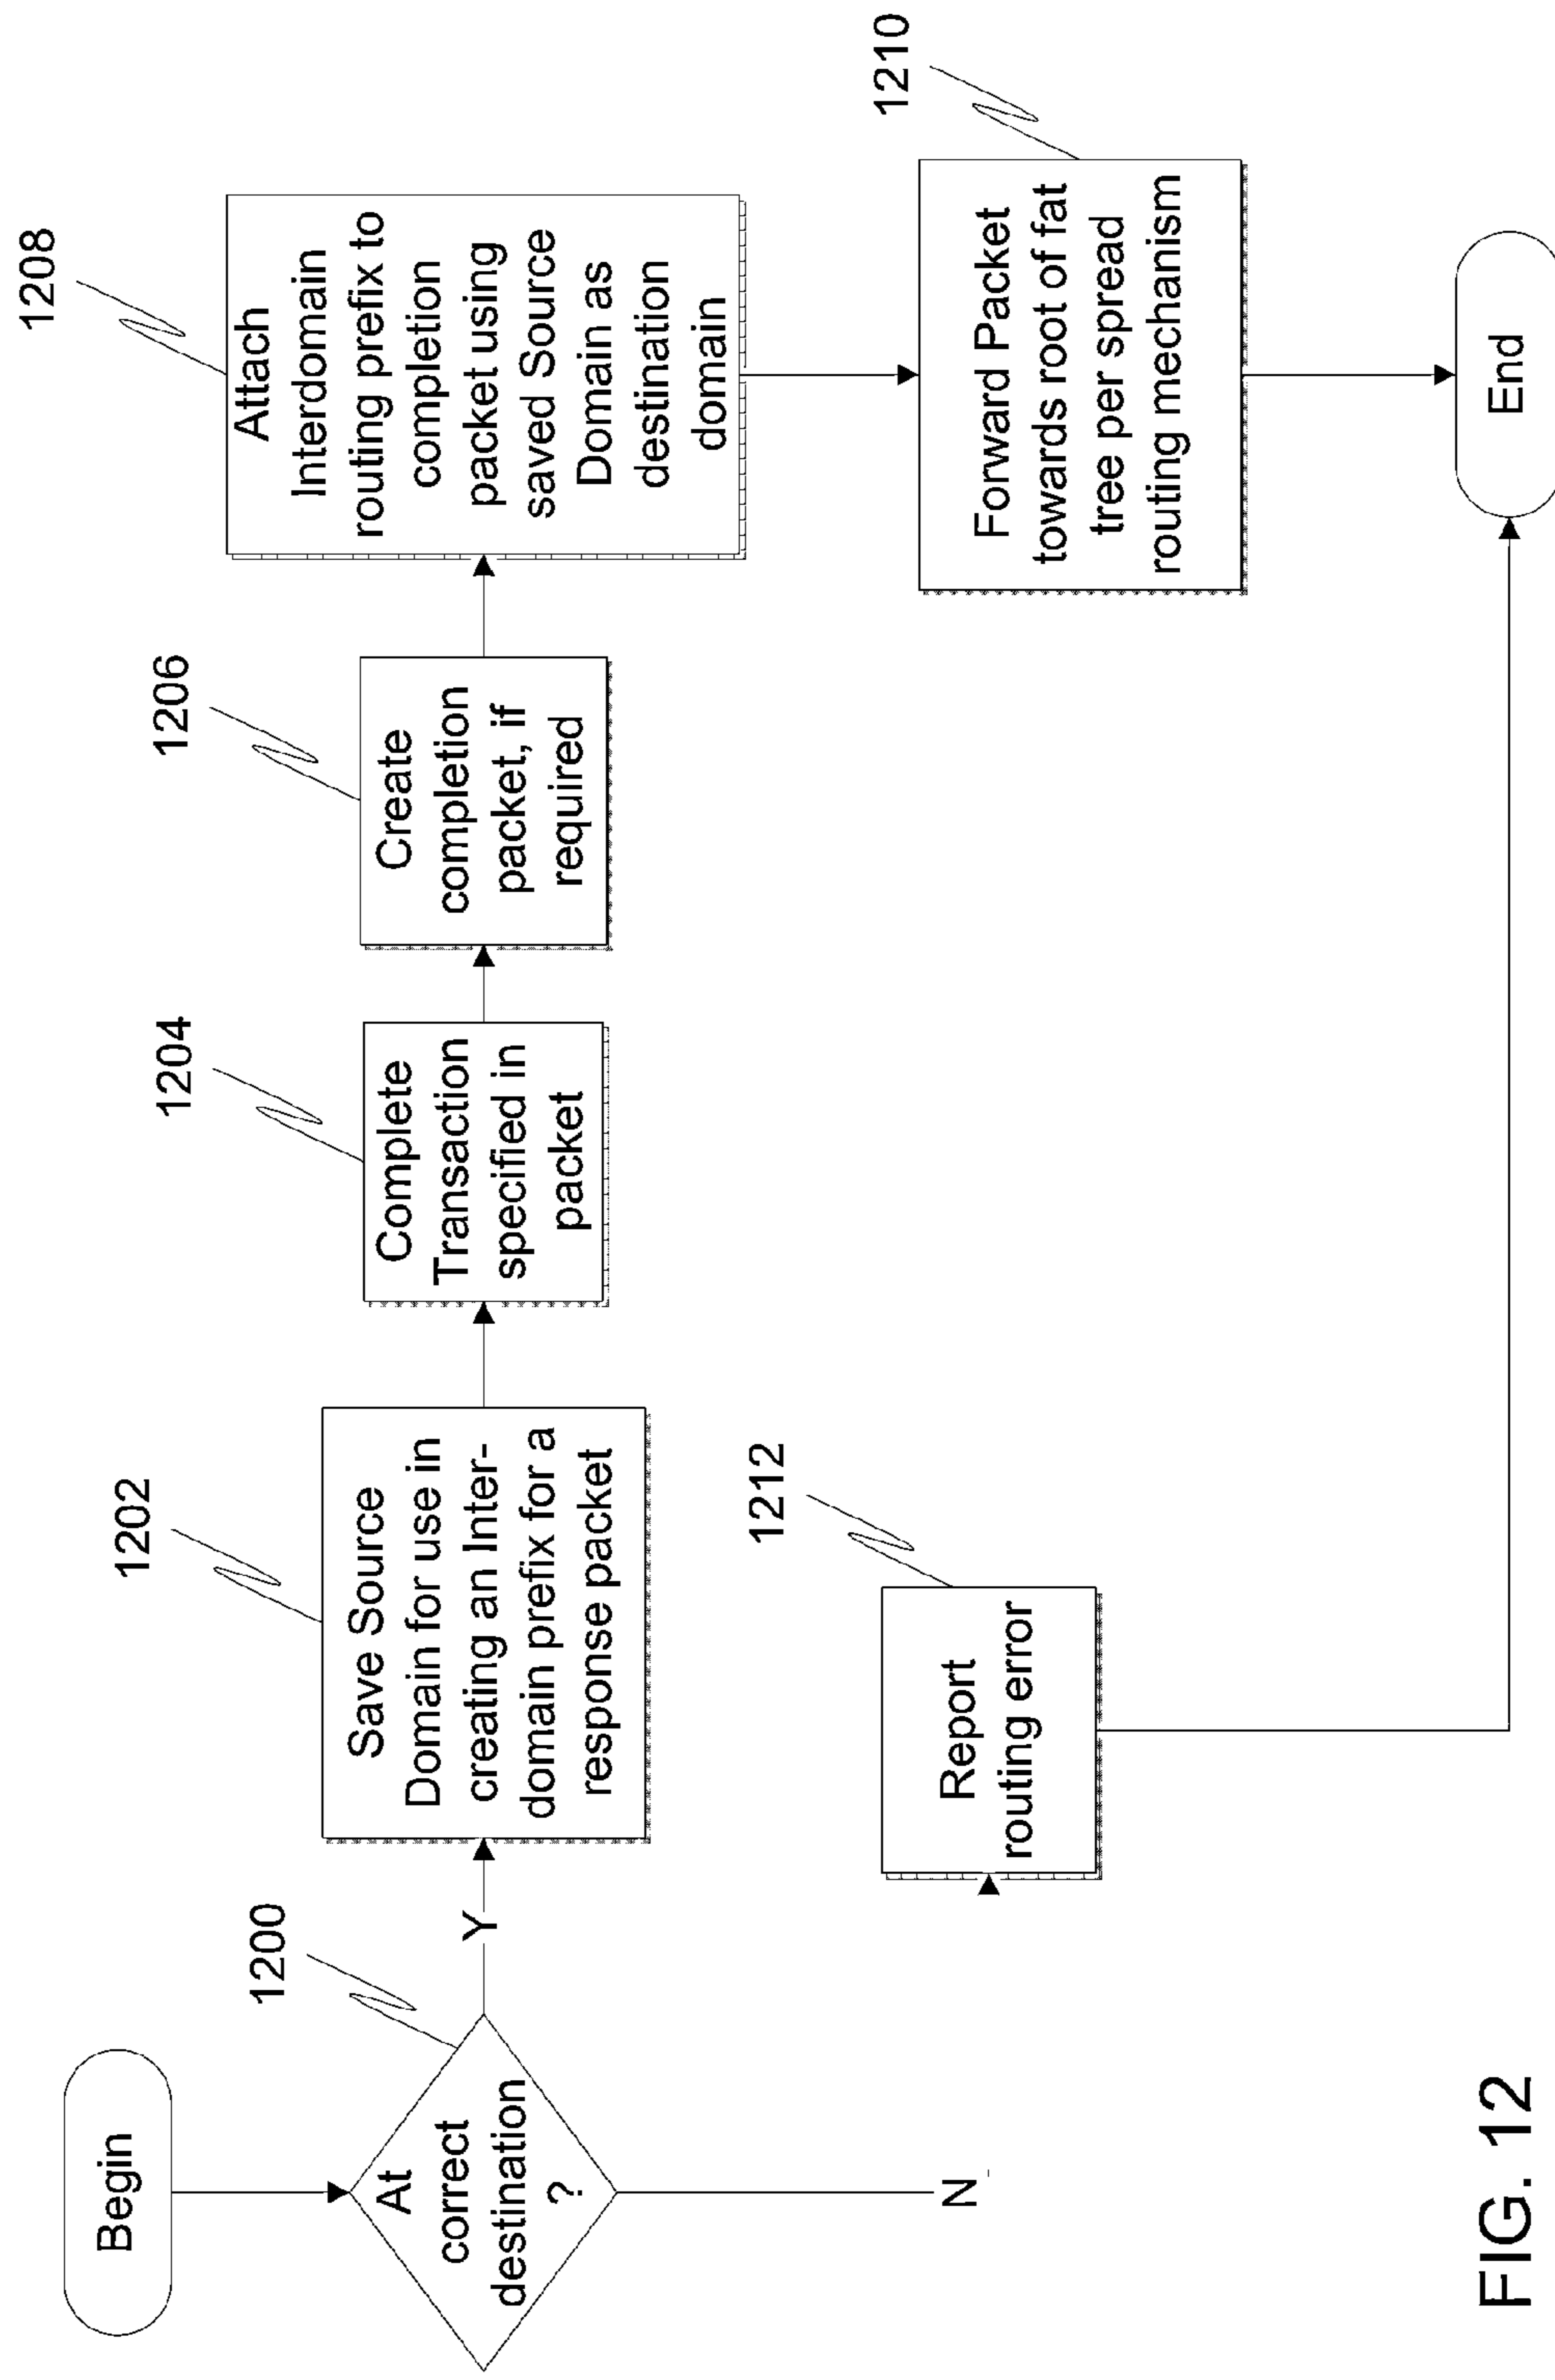 Begin
1200
At
correct
destination
?
Y
N
1202
Save Source
Domain for use in
creating an Inter-
domain prefix for a
response packet
1204
Complete
Transaction
specified in
packet
1206
Create
completion
packet, if
required
1208
Attach
Interdomain
routing prefix to
completion
packet using
saved Source
Domain as
destination
domain
1210
Forward Packet
towards root of fat
tree per spread
routing mechanism
1212
Report
routing error
End
FIG. 12